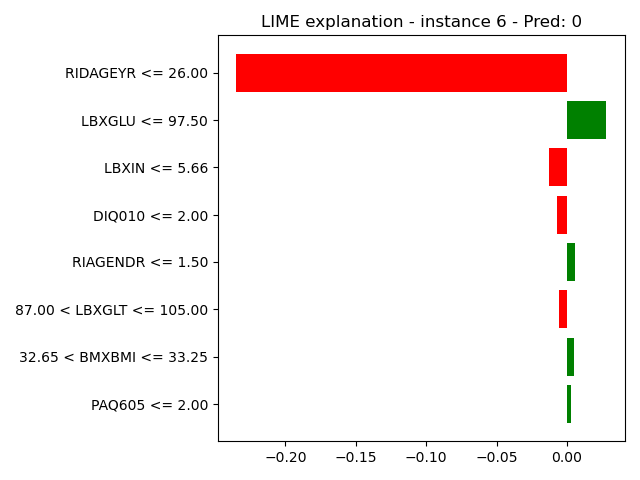 LIME explanation - instance 6 - Pred: 0
RIDAGEYR <= 26.00
LBXGLU <= 97.50
LBXIN <= 5.66
DIQ010 <= 2.00
RIAGENDR <= 1.50
87.00 < LBXGLT <= 105.00
32.65 < BMXBMI <= 33.25
PAQ605 <= 2.00
−0.20 −0.15 −0.10 −0.05 0.00